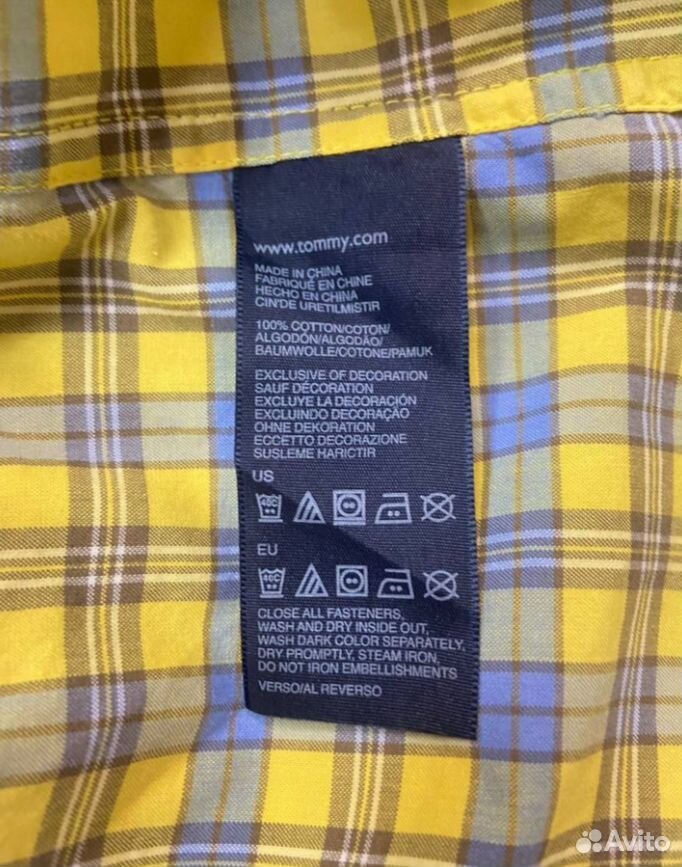 www.tommy.com
MADE IN CHINA
FABRIQUÉ EN CHINE
HECHO EN CHINA
CIN'DE URETILMISTIR
100% COTTON/COTON/
ALGODÓN/ALGODÃO/
BAUMWOLLE/COTONE/PAMUK
EXCLUSIVE OF DECORATION
SAUF DÉCORATION
EXCLUYE LA DECORACIÓN
EXCLUINDO DECORAÇÃO
OHNE DEKORATION
ECCETTO DECORAZIONE
SUSLEME HARICTIR
US
40C
EU
40C
CLOSE ALL FASTENERS,
WASH AND DRY INSIDE OUT,
WASH DARK COLOR SEPARATELY,
DRY PROMPTLY, STEAM IRON,
DO NOT IRON EMBELLISHMENTS
VERSO/AL REVERSO
Avito